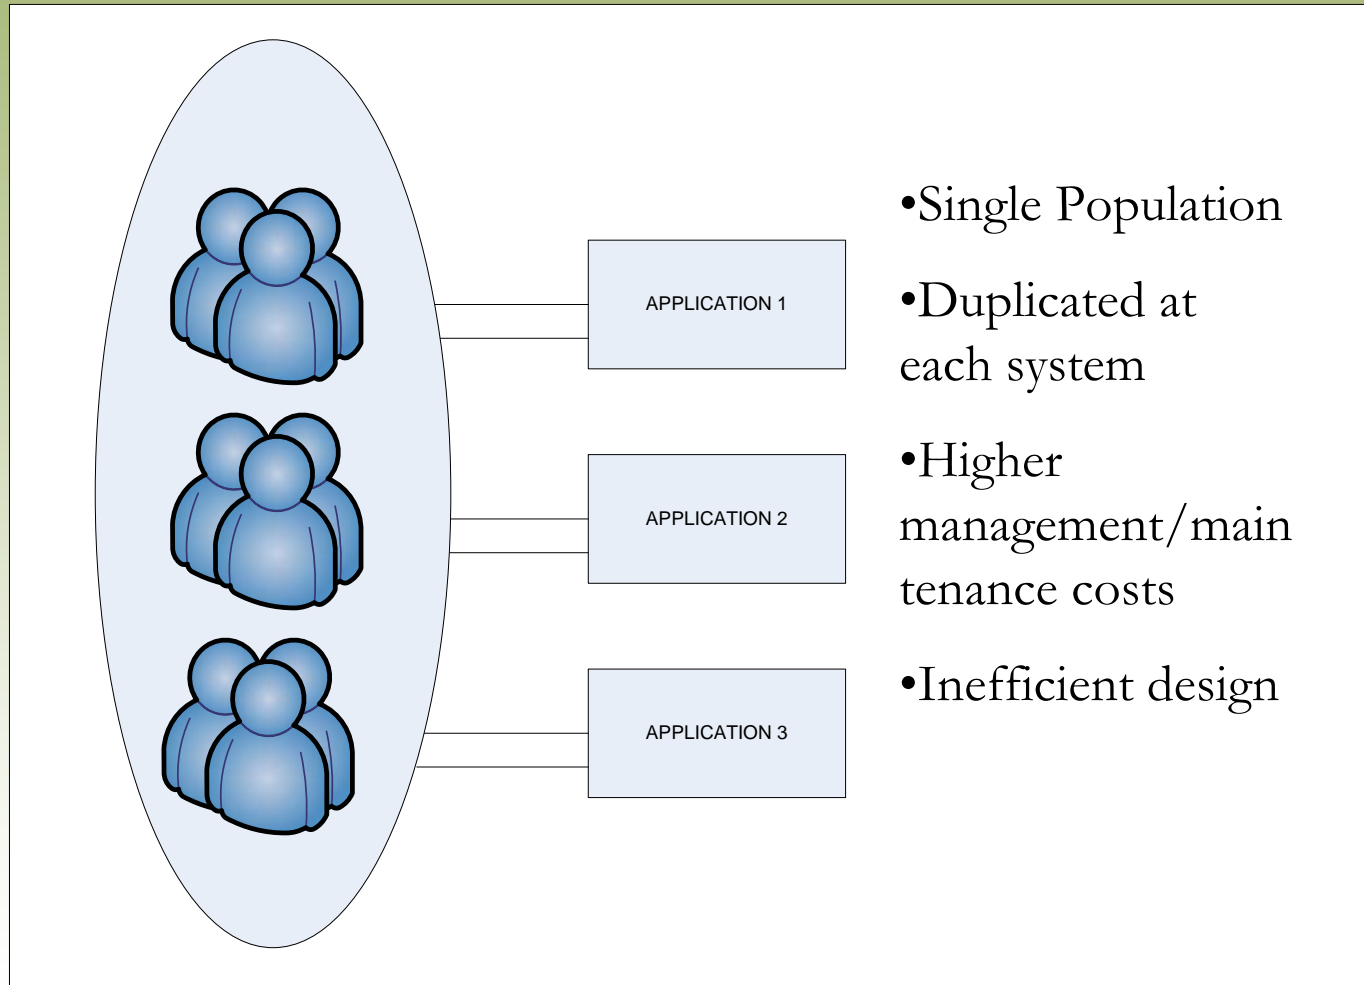 APPLICATION 1
APPLICATION 2
APPLICATION 3
•Single Population
•Duplicated at
each system
•Higher
management/main
tenance costs
•Inefficient design